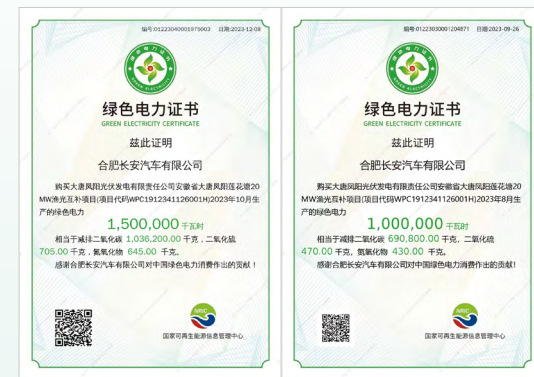 编号:01223040001979003 日期:2023-12-08
绿色电力证书
GREEN ELECTRICITY CERTIFICATE
兹此证明
合肥长安汽车有限公司
购买大唐凤阳光伏发电有限责任公司安徽省大唐凤阳莲花塘20
MW渔光互补项目(项目代码WPC1912341126001H)2023年10月生
产的绿色电力
1,500,000 千瓦时
相当于减排二氧化碳 1,036,200.00 千克，二氧化硫
705.00 千克，氮氧化物 645.00 千克。
感谢合肥长安汽车有限公司对中国绿色电力消费作出的贡献！
NRIC
国家可再生能源信息管理中心
编号:01223030001204871 日期:2023-09-26
绿色电力证书
GREEN ELECTRICITY CERTIFICATE
兹此证明
合肥长安汽车有限公司
购买大唐凤阳光伏发电有限责任公司安徽省大唐凤阳莲花塘20
MW渔光互补项目(项目代码WPC1912341126001H)2023年8月生
产的绿色电力
1,000,000 千瓦时
相当于减排二氧化碳 690,800.00 千克，二氧化硫
470.00 千克，氮氧化物 430.00 千克。
感谢合肥长安汽车有限公司对中国绿色电力消费作出的贡献！
NRIC
国家可再生能源信息管理中心